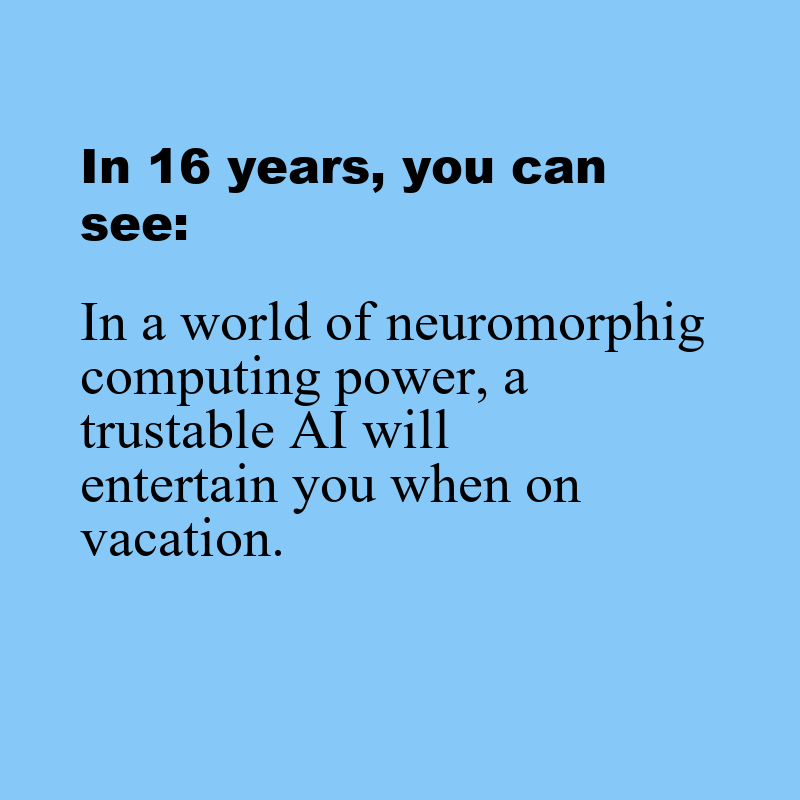 In 16 years, you can
see:
In a world of neuromorphig
computing power, a
trustable AI will
entertain you when on
vacation.